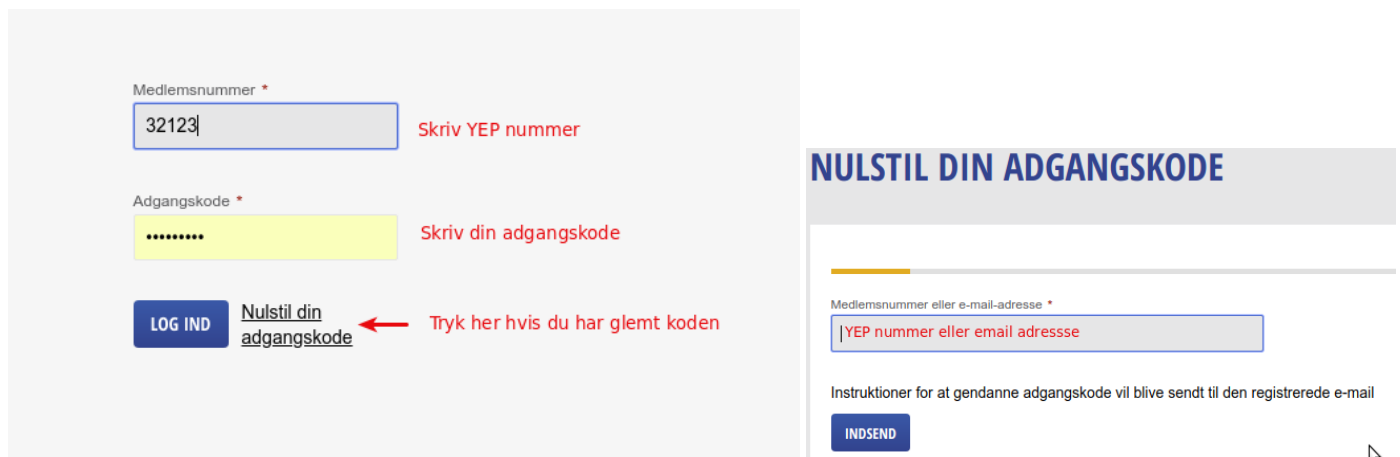 Medlemsnummer *
32123
Skriv YEP nummer
Adgangskode *
•••••••••
Skriv din adgangskode
LOG IND
Nulstil din
adgangskode
Tryk her hvis du har glemt koden
NULSTIL DIN ADGANGSKODE
Medlemsnummer eller e-mail-adresse *
YEP nummer eller email adressse
Instruktioner for at gendanne adgangskode vil blive sendt til den registrerede e-mail
INDSEND